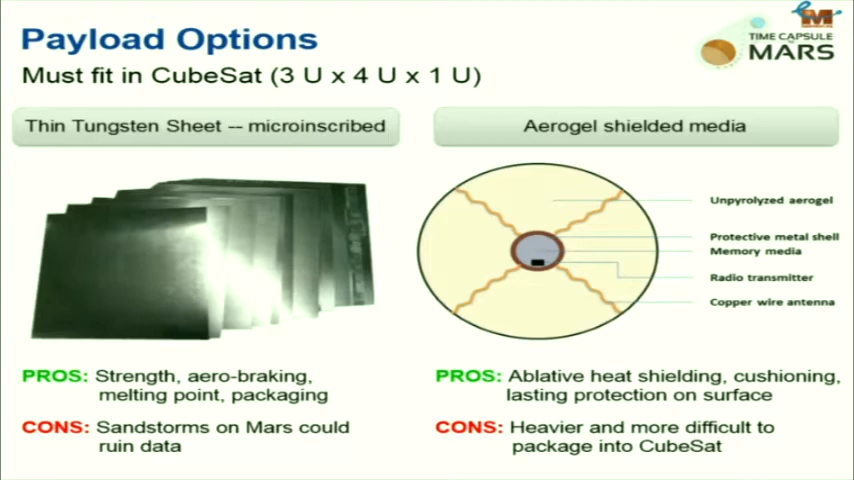 Payload Options
Must fit in CubeSat (3 U x 4 U x 1 U)
TIME CAPSULE
MARS
Thin Tungsten Sheet -- microinscribed
Aerogel shielded media
Unpyrolyzed aerogel
Protective metal shell
Memory media
Radio transmitter
Copper wire antenna
PROS: Strength, aero-braking,
melting point, packaging
CONS: Sandstorms on Mars could
ruin data
PROS: Ablative heat shielding, cushioning,
lasting protection on surface
CONS: Heavier and more difficult to
package into CubeSat